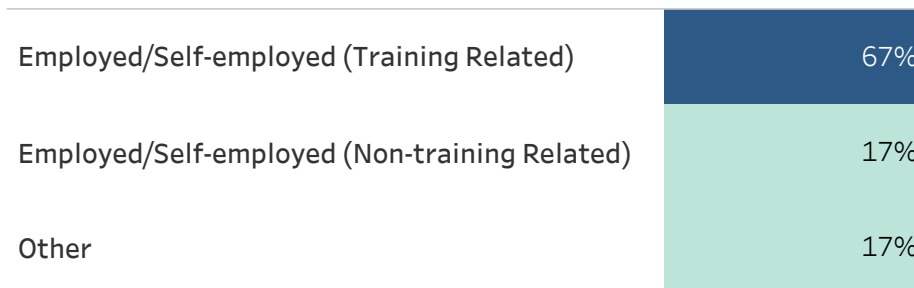 Employed/Self-employed (Training Related) 67%
Employed/Self-employed (Non-training Related) 17%
Other 17%